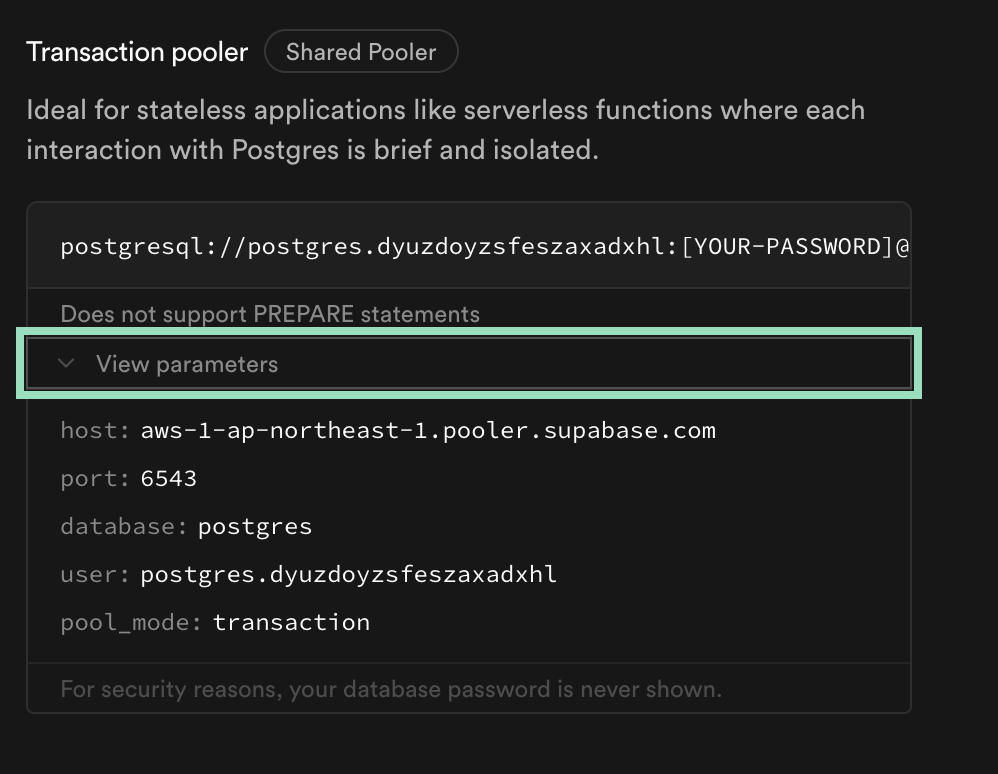 Transaction pooler Shared Pooler
Ideal for stateless applications like serverless functions where each
interaction with Postgres is brief and isolated.
postgresql://postgres.dyuzdoyzsfeszaxadxhl:[YOUR-PASSWORD]@
Does not support PREPARE statements
View parameters
host: aws-1-ap-northeast-1.pooler.supabase.com
port: 6543
database: postgres
user: postgres.dyuzdoyzsfeszaxadxhl
pool_mode: transaction
For security reasons, your database password is never shown.